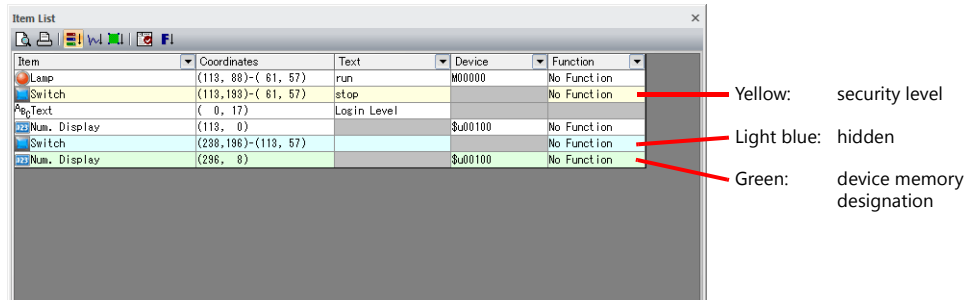 Item List
×
F
Item Coordinates Text Device Function
Lamp (113, 88)-( 61, 57) run M00000 No Function
Switch (113,193)-( 61, 57) stop No Function
ABC Text ( 0, 17) Login Level
123 Num. Display (113, 0) $u00100 No Function
Switch (238,196)-(113, 57) No Function
123 Num. Display (296, 8) $u00100 No Function
Yellow: security level
Light blue: hidden
Green: device memory
designation